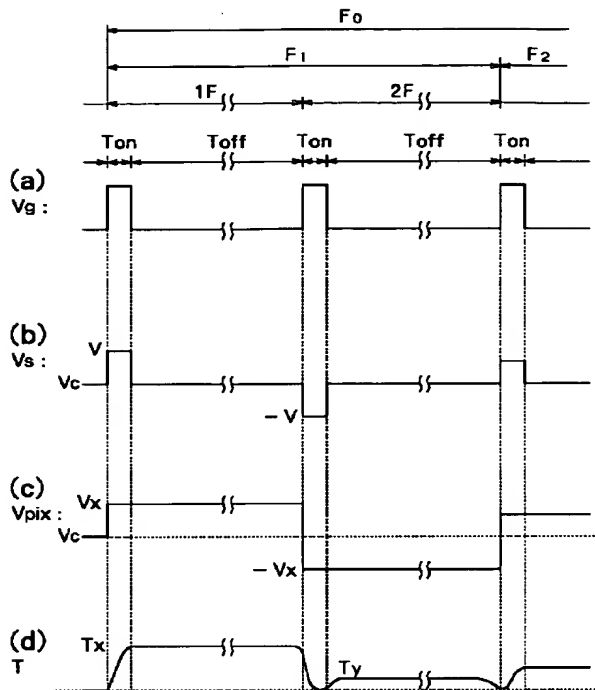 F0
F1 F2
1F 2F
Ton Toff Ton Toff Ton
(a)
Vg :
(b)
V
Vs :
Vc
− V
(c)
Vx
Vpix :
Vc
− Vx
(d)
Tx
Ty
T